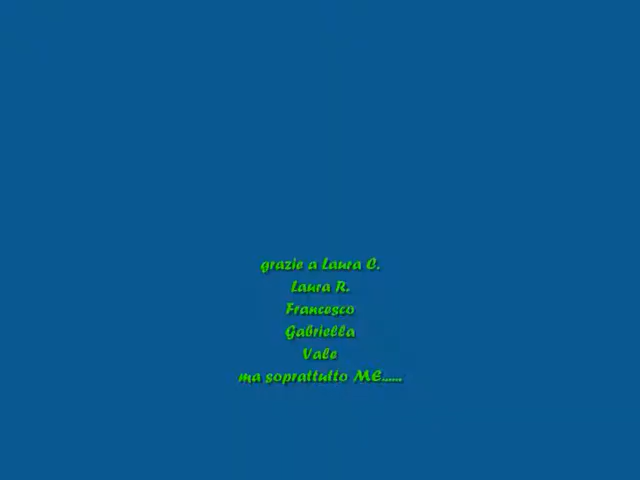 grazie a Laura C.
Laura R.
Francesco
Gabriella
Vale
ma soprattutto ME......